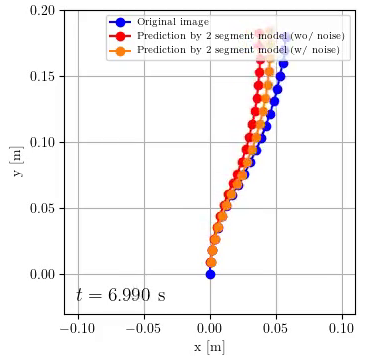 0.20
Original image
Prediction by 2 segment model (wo/ noise)
Prediction by 2 segment model (w/ noise)
0.15
0.10
y [m]
0.05
0.00
t = 6.990 s
−0.10 −0.05 0.00 0.05 0.10
x [m]